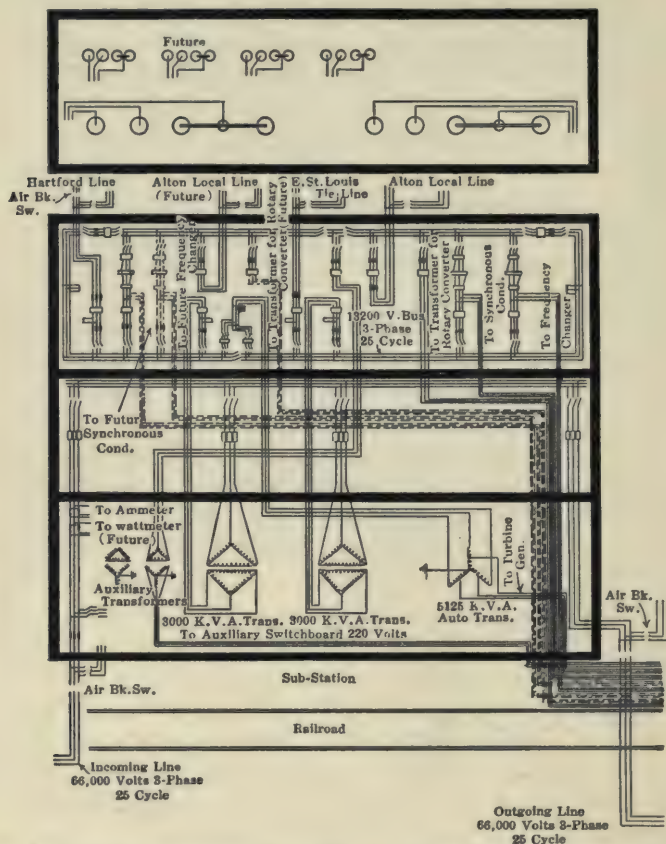 Future
Hartford Line
Air Bk.
Sw.
Alton Local Line
(Future)
E. St. Louis
Tie Line
Alton Local Line
To Future Frequency
Changer
To Transformer for Rotary
Converter (Future)
13200 V. Bus
3-Phase
25 Cycle
To Transformer for
Rotary Converter
To Synchronous
Cond.
To Frequency
Changer
To Future
Synchronous
Cond.
To Ammeter
To wattmeter
(Future)
Auxiliary
Transformers
3000 K.V.A. Trans.
3000 K.V.A. Trans.
To Auxiliary Switchboard 220 Volts
5125 K.V.A.
Auto Trans.
To Turbine
Gen.
Air Bk.
Sw.
Air Bk. Sw.
Sub-Station
Railroad
Incoming Line
66,000 Volts 3-Phase
25 Cycle
Outgoing Line
66,000 Volts 3-Phase
25 Cycle